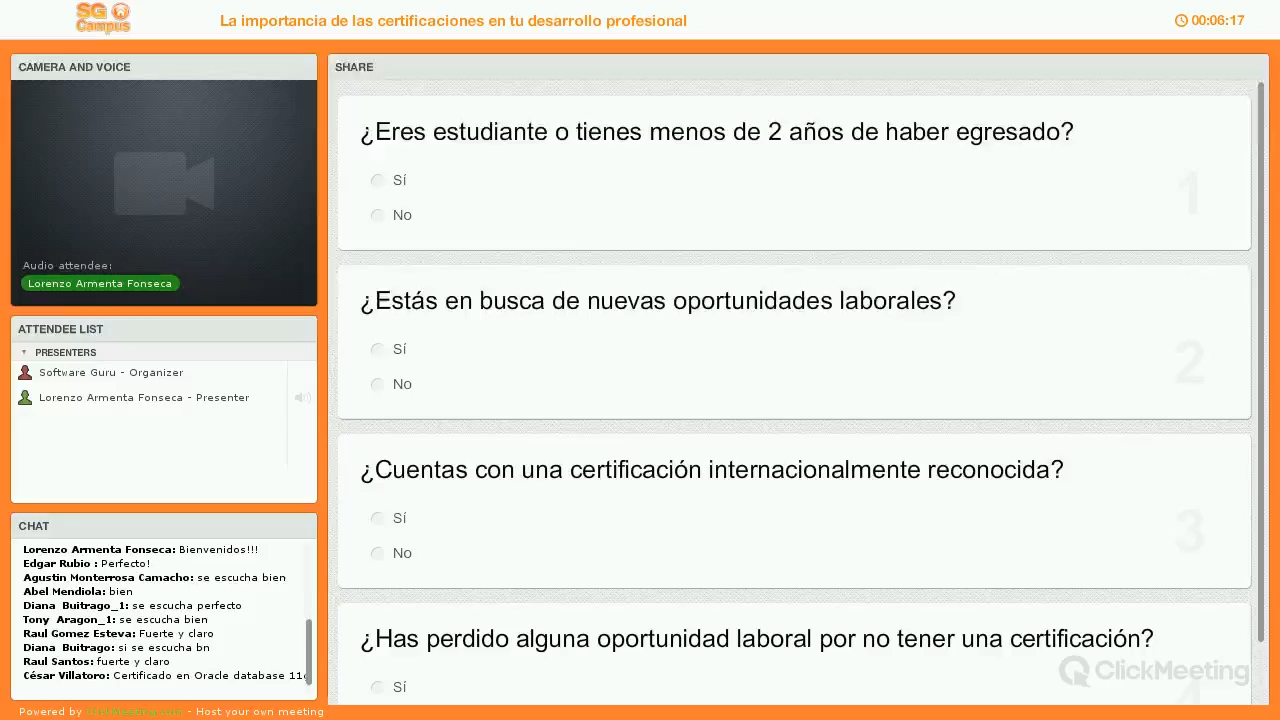 SG
Campus
La importancia de las certificaciones en tu desarrollo profesional
00:06:17
CAMERA AND VOICE
Audio attendee:
Lorenzo Armenta Fonseca
ATTENDEE LIST
PRESENTERS
Software Guru - Organizer
Lorenzo Armenta Fonseca - Presenter
CHAT
Lorenzo Armenta Fonseca: Bienvenidos!!!
Edgar Rubio : Perfecto!
Agustin Monterrosa Camacho: se escucha bien
Abel Mendiola: bien
Diana Buitrago_1: se escucha perfecto
Tony Aragon_1: se escucha bien
Raul Gomez Esteva: Fuerte y claro
Diana Buitrago: si se escucha bn
Raul Santos: fuerte y claro
César Villatoro: Certificado en Oracle database 11g
Powered by ClickMeeting.com - Host your own meeting
SHARE
¿Eres estudiante o tienes menos de 2 años de haber egresado?
Sí
No
1
¿Estás en busca de nuevas oportunidades laborales?
Sí
No
2
¿Cuentas con una certificación internacionalmente reconocida?
Sí
No
3
¿Has perdido alguna oportunidad laboral por no tener una certificación?
Sí
4
ClickMeeting